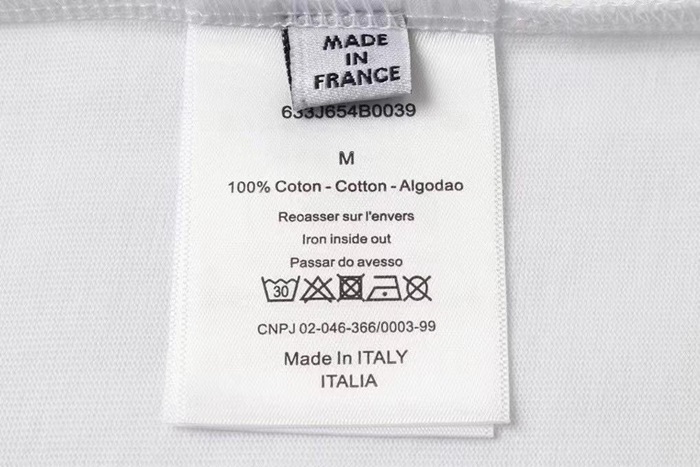 MADE
IN
FRANCE
633J654B0039
M
100% Coton - Cotton - Algodao
Reoasser sur l'envers
Iron inside out
Passar do avesso
30
CNPJ 02-046-366/0003-99
Made In ITALY
ITALIA